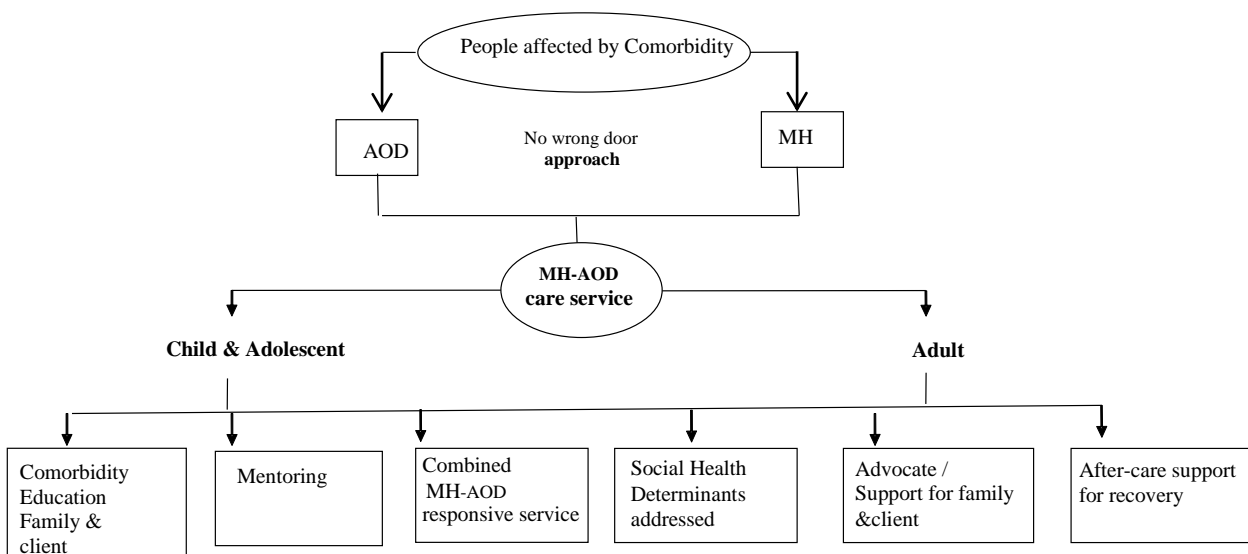 People affected by Comorbidity
AOD
No wrong door
approach
MH
MH-AOD
care service
Child & Adolescent
Adult
Comorbidity
Education
Family &
client
Mentoring
Combined
MH-AOD
responsive service
Social Health
Determinants
addressed
Advocate /
Support for family
&client
After-care support
for recovery